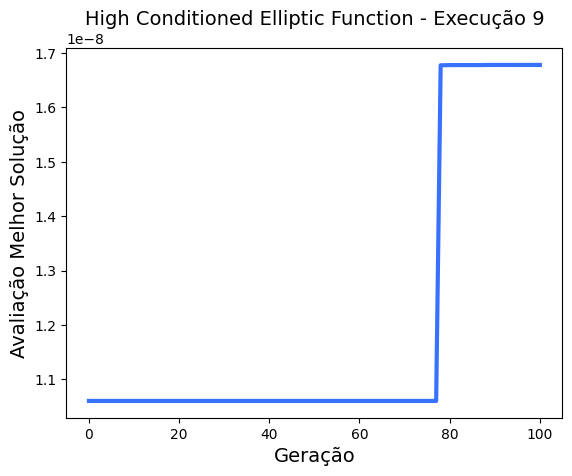 High Conditioned Elliptic Function - Execução 9
1e−8
1.7
1.6
1.5
1.4
1.3
1.2
1.1
Avaliação Melhor Solução
0 20 40 60 80 100
Geração